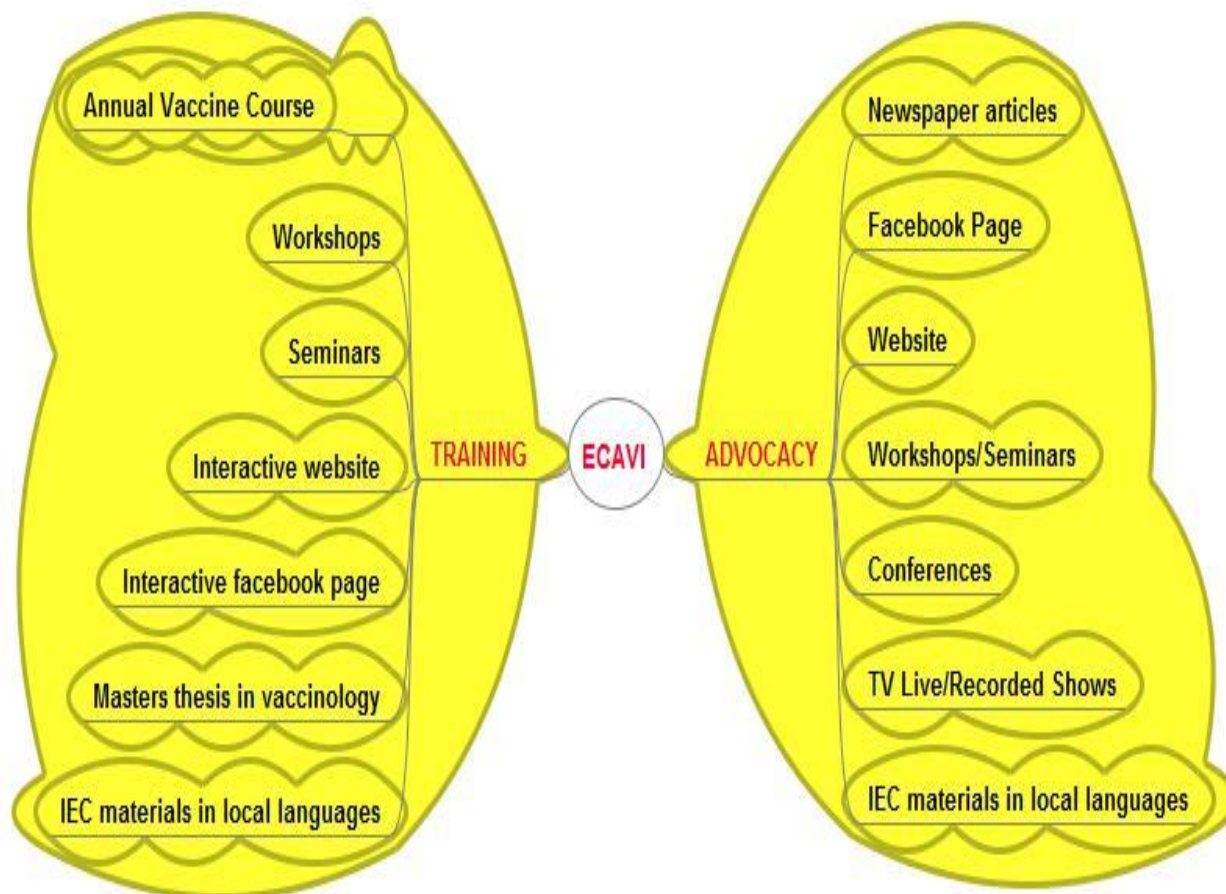 Annual Vaccine Course
Workshops
Seminars
Interactive website
Interactive facebook page
Masters thesis in vaccinology
IEC materials in local languages
TRAINING
ECAVI
ADVOCACY
Newspaper articles
Facebook Page
Website
Workshops/Seminars
Conferences
TV Live/Recorded Shows
IEC materials in local languages